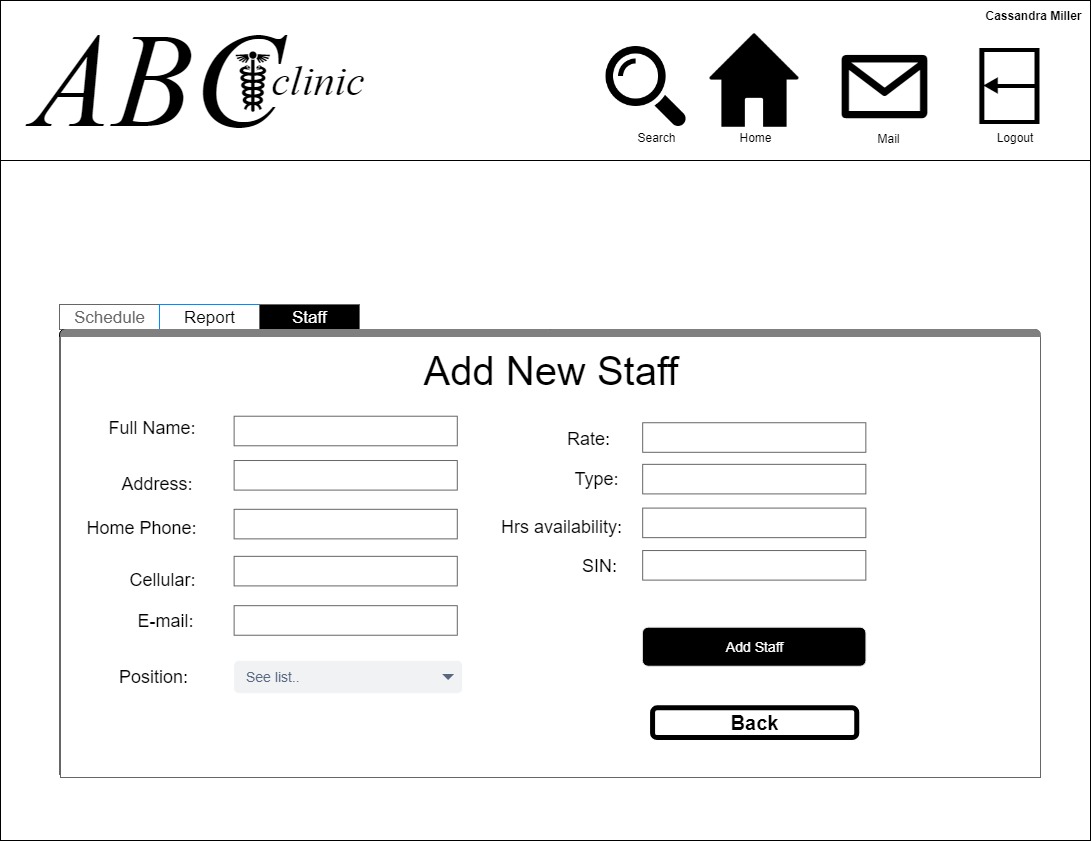 Cassandra Miller
ABC clinic
Search
Home
Mail
Logout
Schedule
Report
Staff
Add New Staff
Full Name:
Address:
Home Phone:
Cellular:
E-mail:
Position:
See list..
Rate:
Type:
Hrs availability:
SIN:
Add Staff
Back